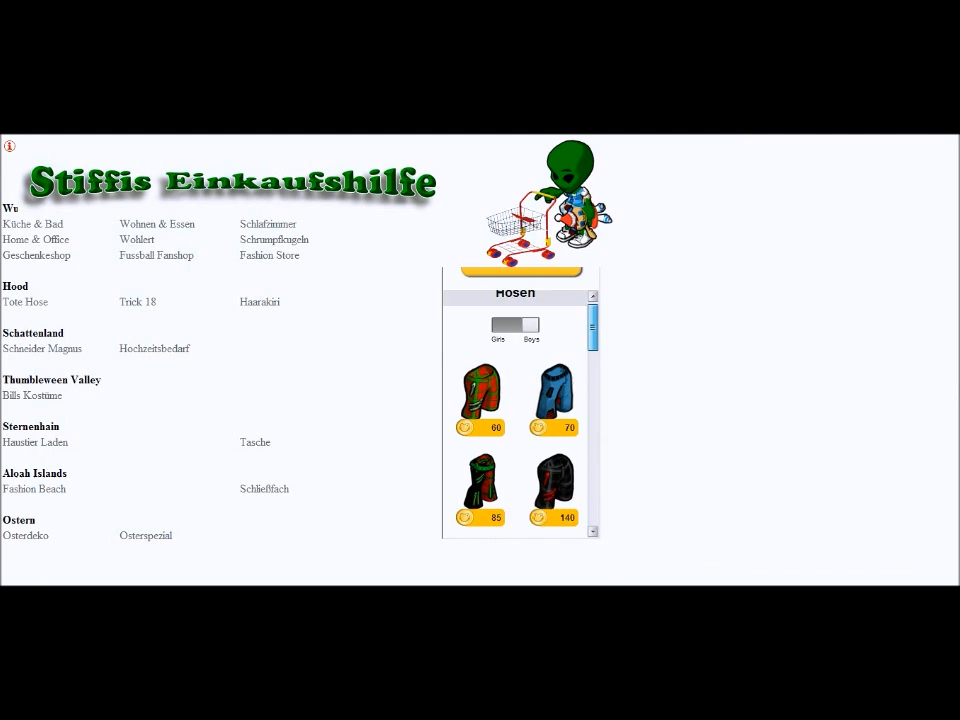 Stiffis Einkaufshilfe
Wu
Küche & Bad Wohnen & Essen Schlafzimmer
Home & Office Wohlert Schrumpfkugeln
Geschenkeshop Fussball Fanshop Fashion Store
Hood
Tote Hose Trick 18 Haarakiri
Schattenland
Schneider Magnus Hochzeitsbedarf
Thumbleween Valley
Bills Kostüme
Sternenhain
Haustier Laden Tasche
Aloah Islands
Fashion Beach Schließfach
Ostern
Osterdeko Osterspezial
Hosen
Girls Boys
60 70
85 140